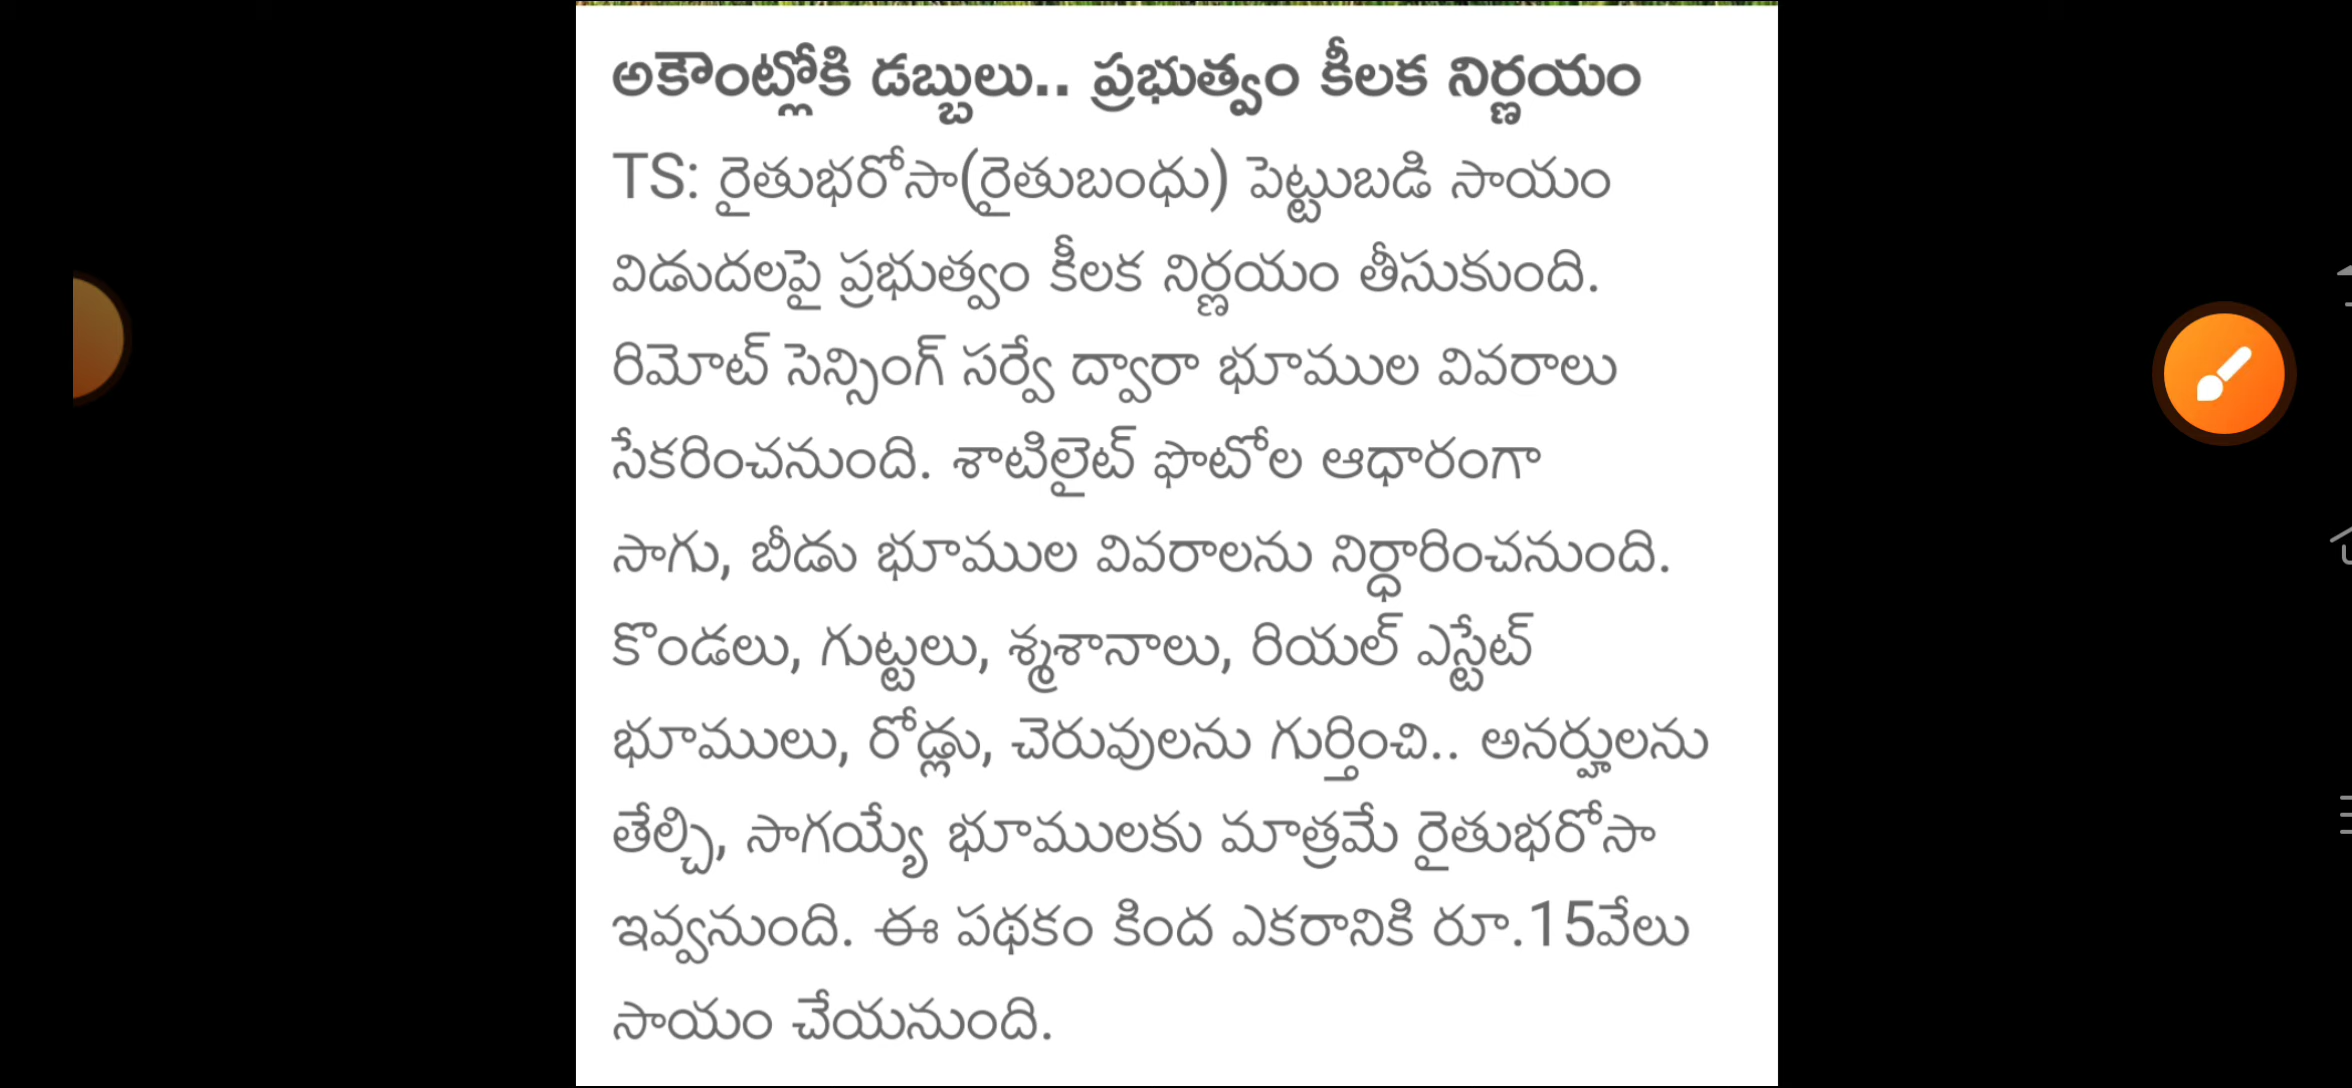 అకౌంట్లోకి డబ్బులు.. ప్రభుత్వం కీలక నిర్ణయం
TS: రైతుభరోసా(రైతుబంధు) పెట్టుబడి సాయం
విడుదలపై ప్రభుత్వం కీలక నిర్ణయం తీసుకుంది.
రిమోట్ సెన్సింగ్ సర్వే ద్వారా భూముల వివరాలు
సేకరించనుంది. శాటిలైట్ ఫొటోల ఆధారంగా
సాగు, బీడు భూముల వివరాలను నిర్ధారించనుంది.
కొండలు, గుట్టలు, శ్మశానాలు, రియల్ ఎస్టేట్
భూములు, రోడ్లు, చెరువులను గుర్తించి.. అనర్హులను
తేల్చి, సాగయ్యే భూములకు మాత్రమే రైతుభరోసా
ఇవ్వనుంది. ఈ పథకం కింద ఎకరానికి రూ.15వేలు
సాయం చేయనుంది.